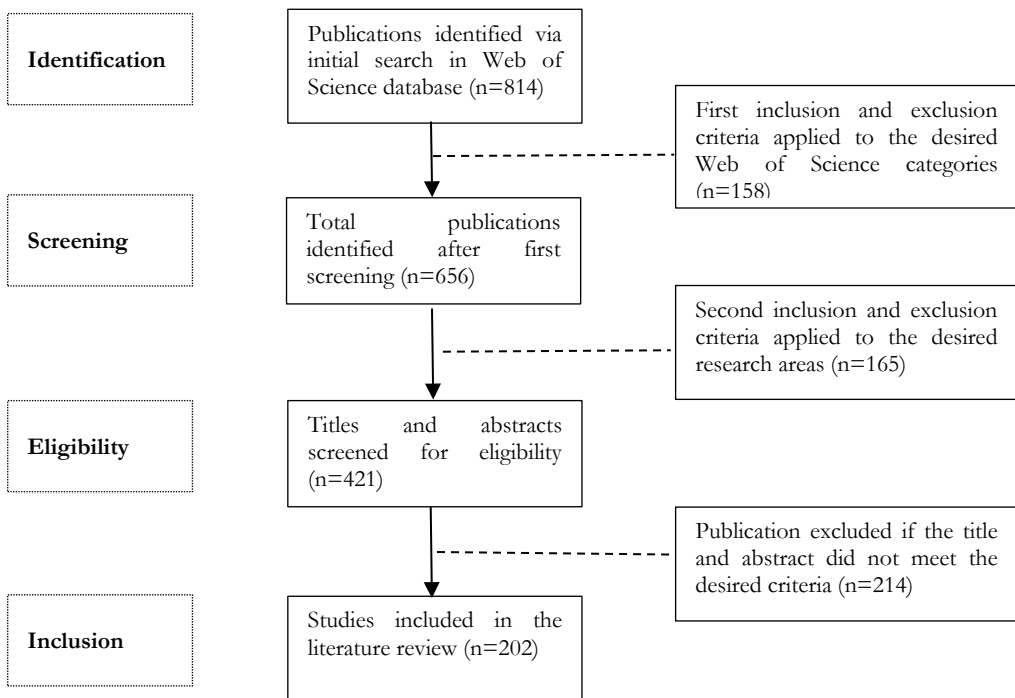 Identification
Publications identified via
initial search in Web of
Science database (n=814)
First inclusion and exclusion
criteria applied to the desired
Web of Science categories
(n=158)
Screening
Total publications
identified after first
screening (n=656)
Second inclusion and exclusion
criteria applied to the desired
research areas (n=165)
Eligibility
Titles and abstracts
screened for eligibility
(n=421)
Publication excluded if the title
and abstract did not meet the
desired criteria (n=214)
Inclusion
Studies included in the
literature review (n=202)